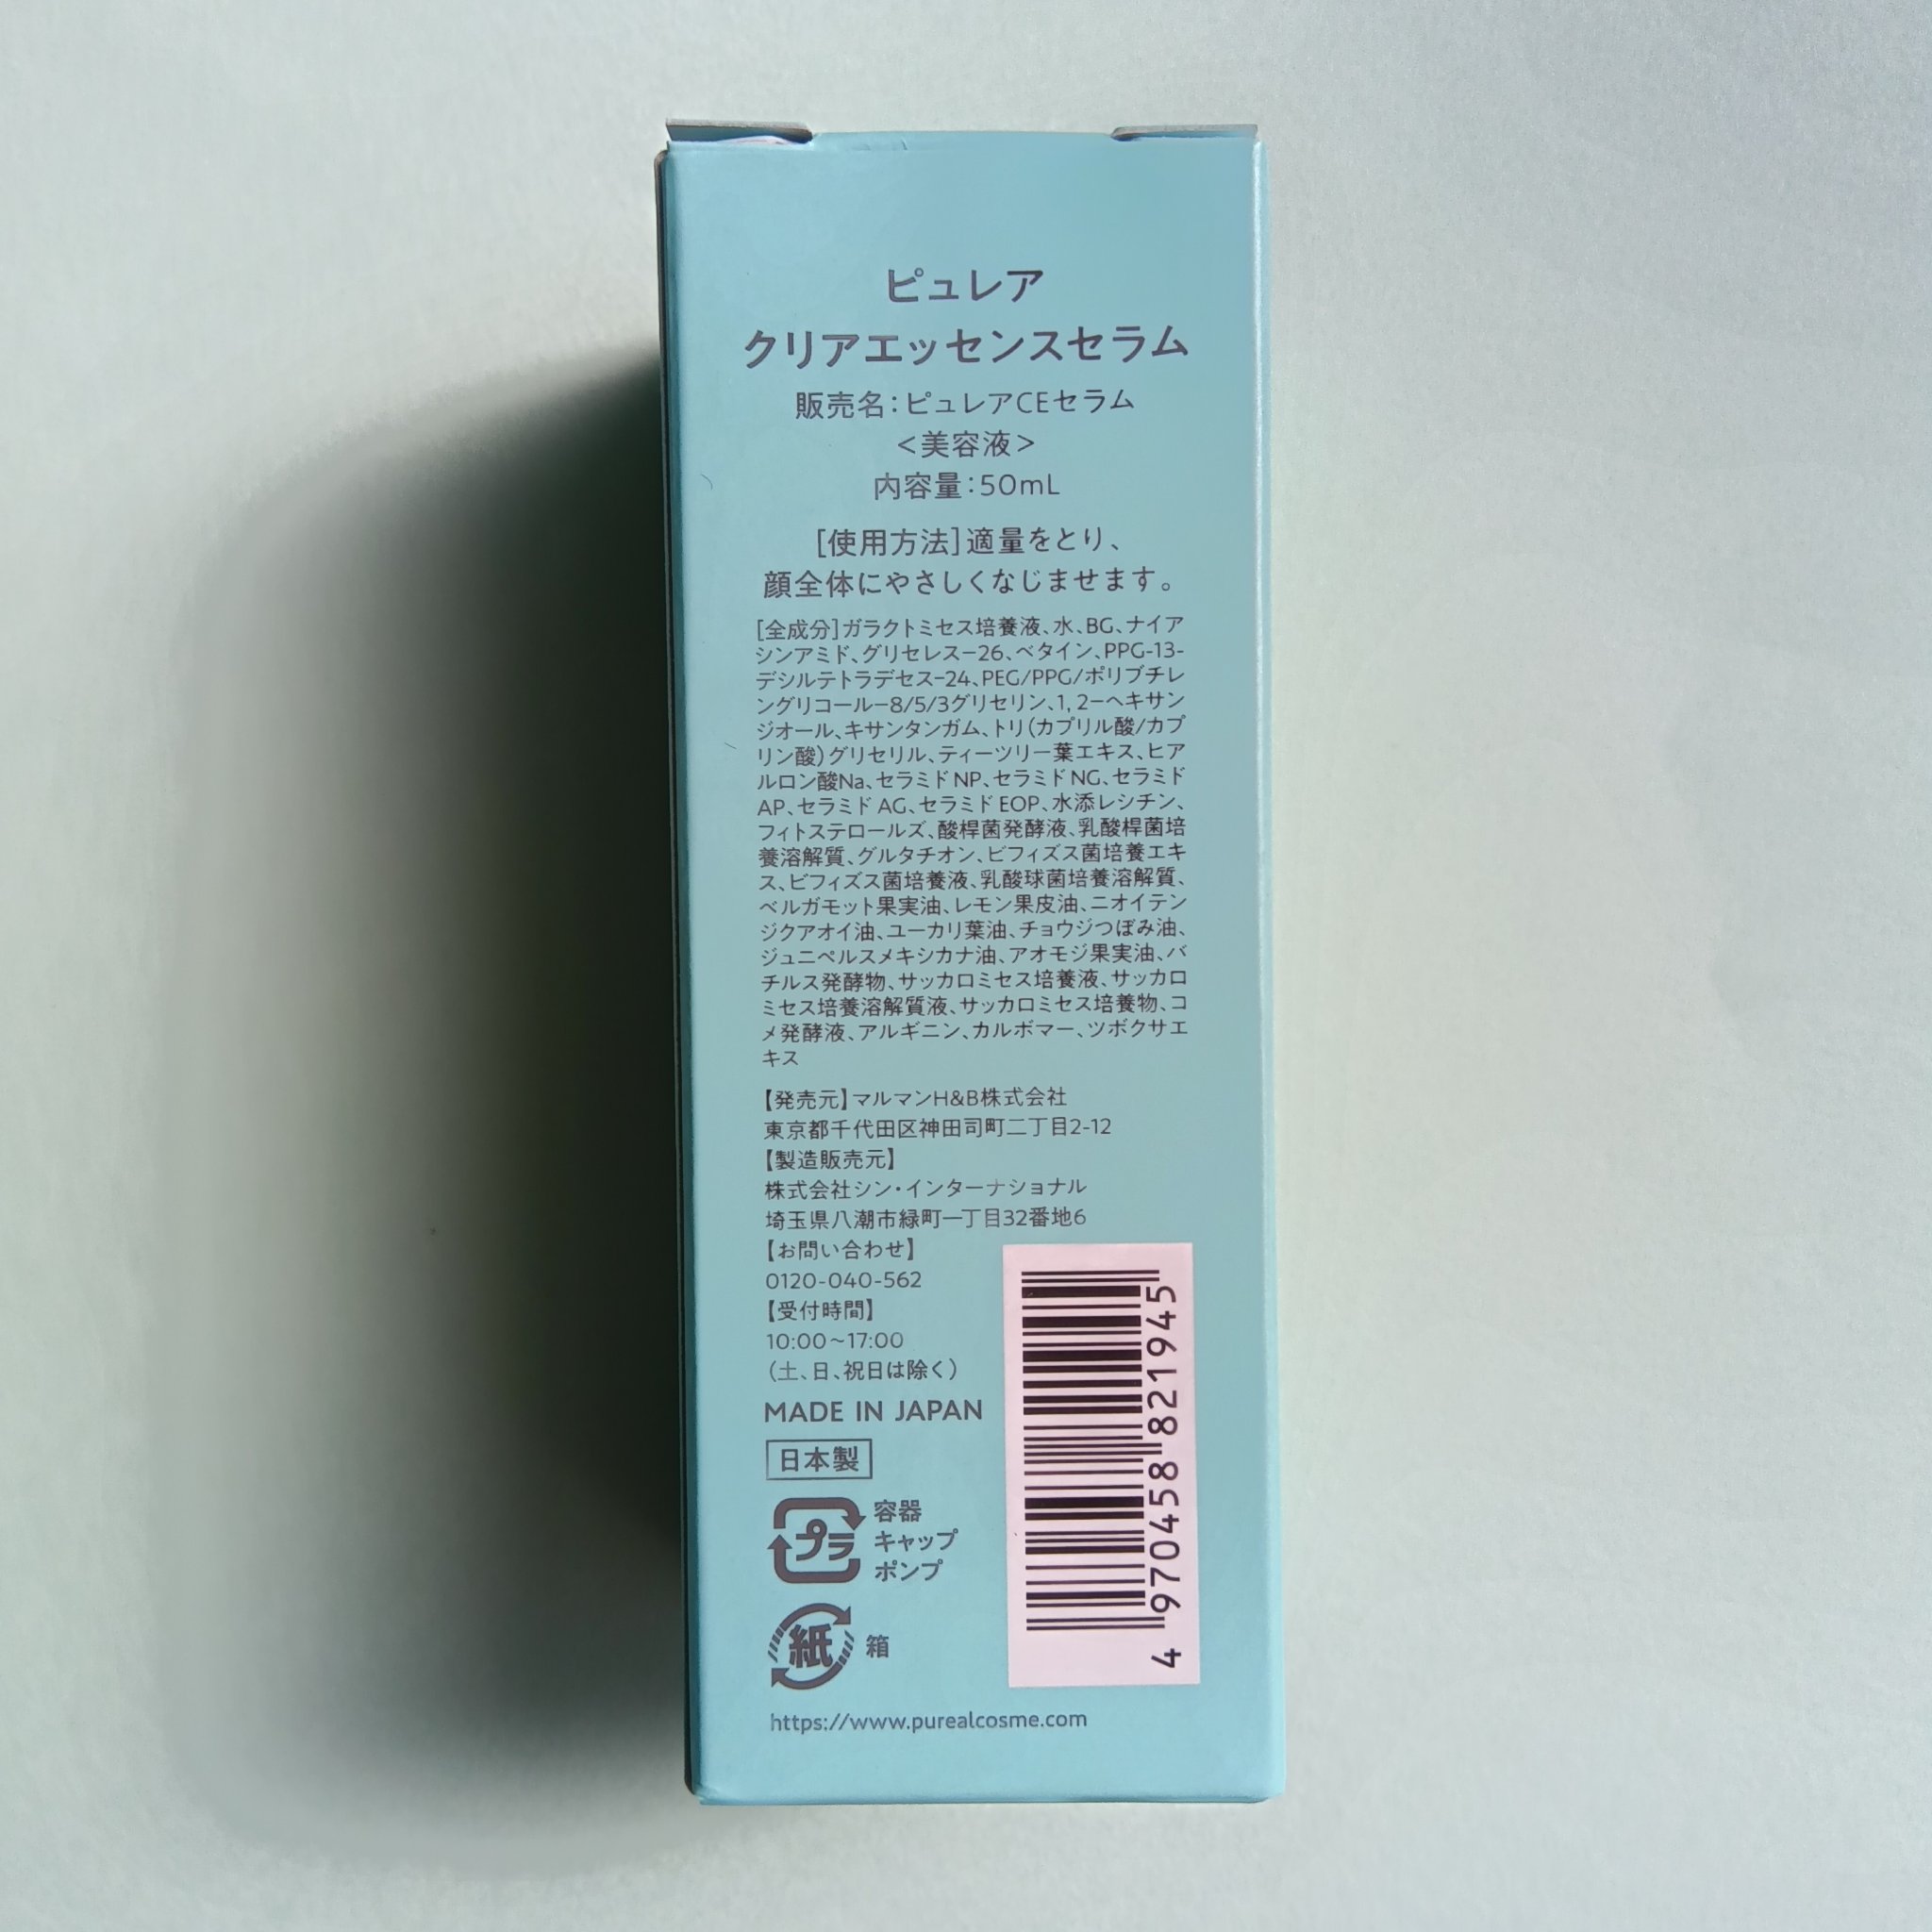 ピュレア
クリアエッセンスセラム
販売名:ピュレアCEセラム
<美容液>
内容量:50mL
[使用方法]適量をとり、
顔全体にやさしくなじませます。
[全成分]ガラクトミセス培養液、水、BG、ナイア
シンアミド、グリセレス-26、ベタイン、PPG-13-
デシルテトラデセス-24、PEG/PPG/ポリブチレ
ングリコール-8/5/3グリセリン、1, 2-ヘキサン
ジオール、キサンタンガム、トリ(カプリル酸/カプ
リン酸)グリセリル、ティーツリー葉エキス、ヒア
ルロン酸Na、セラミド NP、セラミド NG、セラミド
AP、セラミド AG、セラミド EOP、水添レシチン、
フィトステロールズ、酸桿菌発酵液、乳酸桿菌培
養溶解質、グルタチオン、ビフィズス菌培養エキ
ス、ビフィズス菌培養液、乳酸球菌培養溶解質、
ベルガモット果実油、レモン果皮油、ニオイテン
ジクアオイ油、ユーカリ葉油、チョウジつぼみ油、
ジュニペルスメキシカナ油、アオモジ果実油、バ
チルス発酵物、サッカロミセス培養液、サッカロ
ミセス培養溶解質液、サッカロミセス培養物、コ
メ発酵液、アルギニン、カルボマー、ツボクサエ
キス
【発売元】マルマンH&B株式会社
東京都千代田区神田司町二丁目2-12
【製造販売元】
株式会社シン・インターナショナル
埼玉県八潮市緑町一丁目32番地6
【お問い合わせ】
0120-040-562
【受付時間】
10:00~17:00
(土、日、祝日は除く)
MADE IN JAPAN
日本製
プラ
容器
キャップ
ポンプ
紙
箱
4 970458 821945
https://www.purealcosme.com